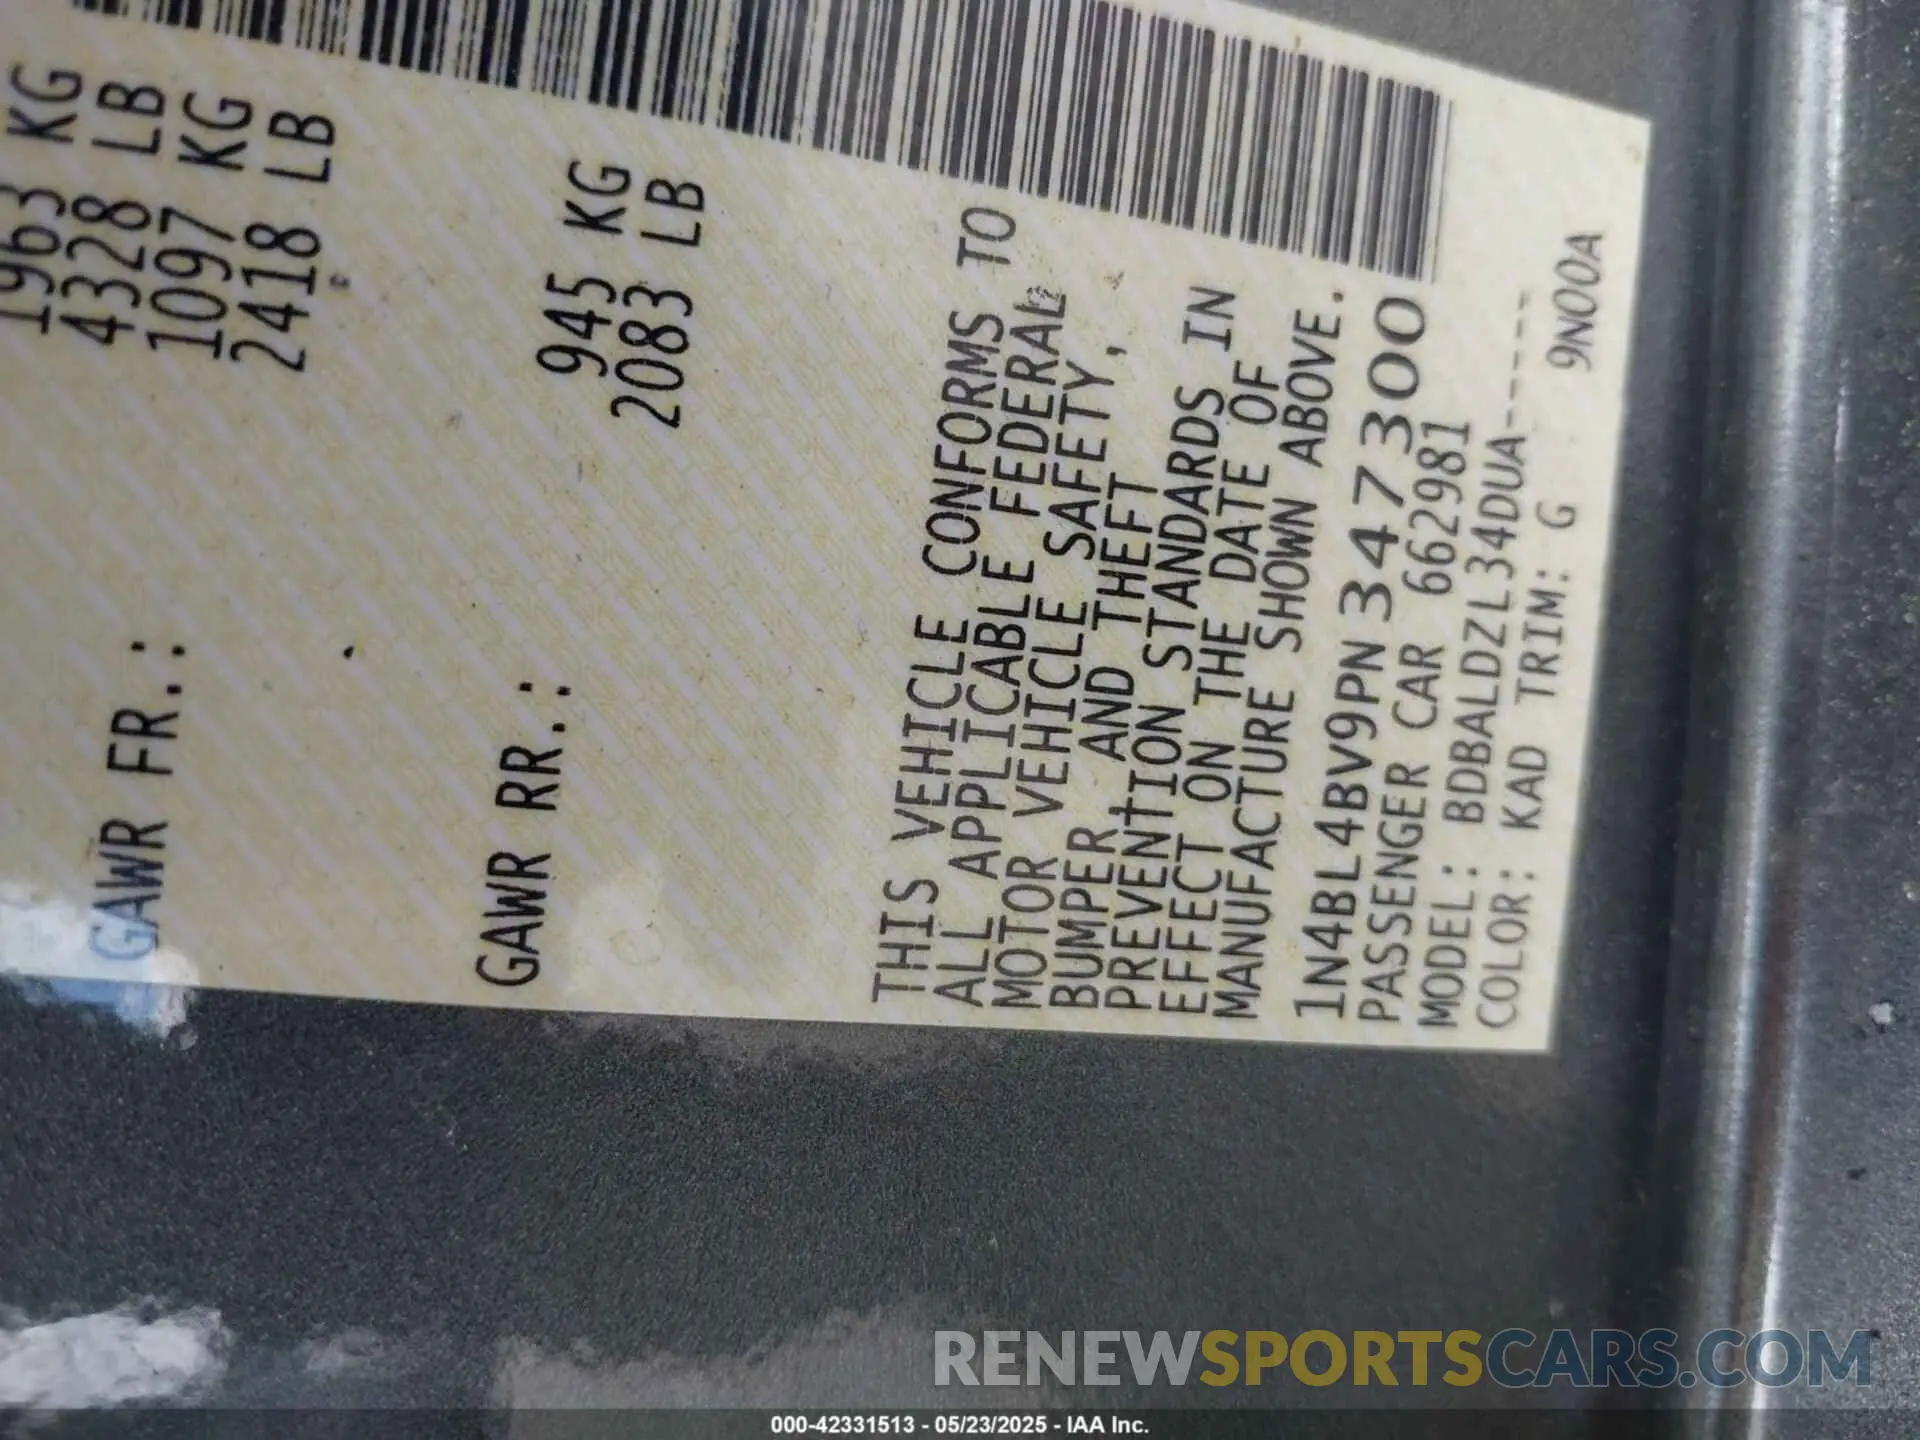 1963 KG
4328 LB
GAWR FR.: 1097 KG
2418 LB
GAWR RR.: 945 KG
2083 LB
THIS VEHICLE CONFORMS TO
ALL APPLICABLE FEDERAL
MOTOR VEHICLE SAFETY,
BUMPER AND THEFT
PREVENTION STANDARDS IN
EFFECT ON THE DATE OF
MANUFACTURE SHOWN ABOVE.
1N4BL4BV9PN347300
PASSENGER CAR 662981
MODEL: BDBALDZL34DUA-----
COLOR: KAD TRIM: G 9N00A
RENEWSPORTSCARS.COM
000-42331513 - 05/23/2025 - IAA Inc.